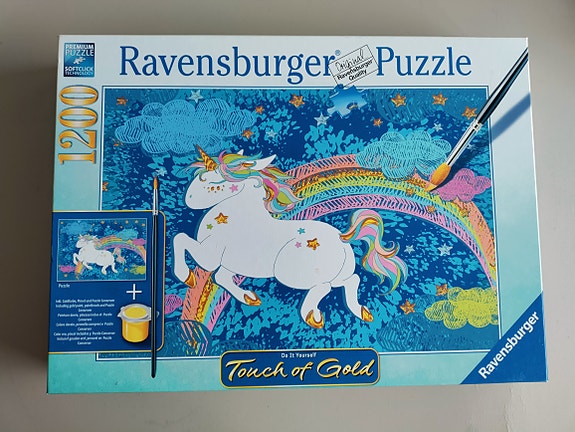 PREMIUM
PUZZLE
SOFTCLICK
TECHNOLOGY
Ravensburger® Puzzle
Original
Ravensburger
Quality
1200
Puzzle
+
Do It Yourself
Touch of Gold
Ravensburger